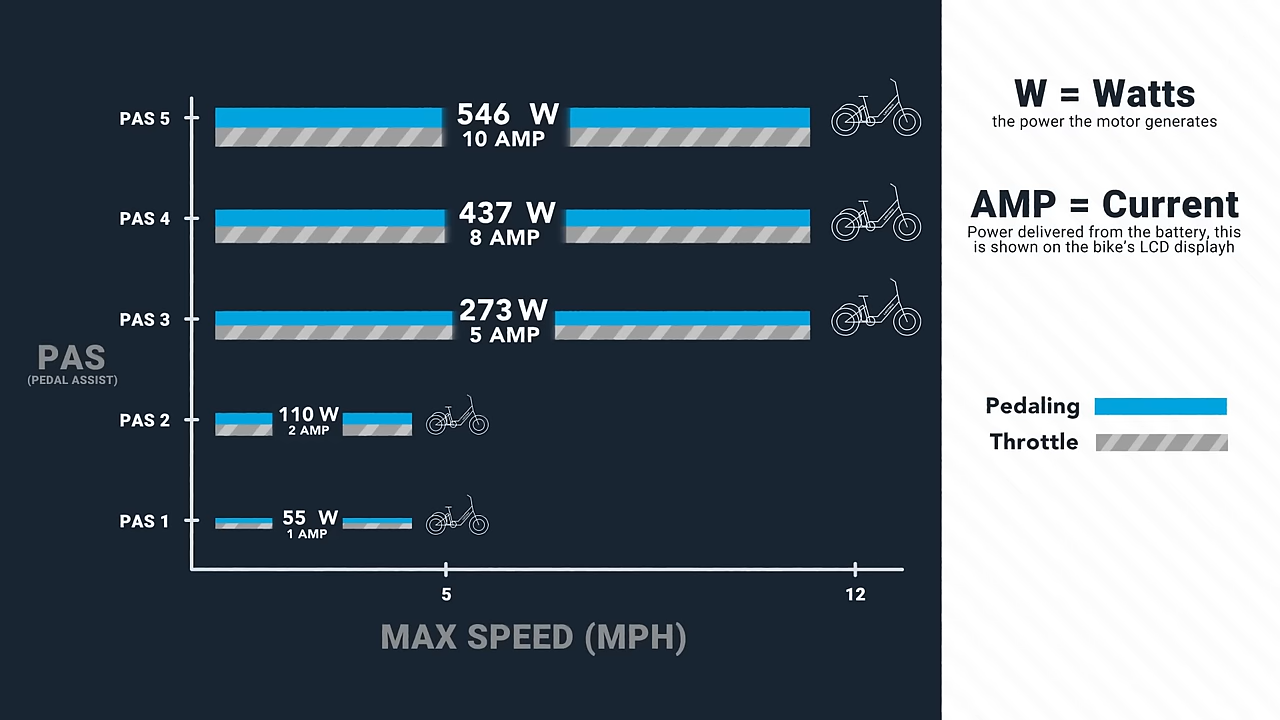 PAS 5
546 W
10 AMP
PAS 4
437 W
8 AMP
PAS 3
273 W
5 AMP
PAS
(PEDAL ASSIST)
PAS 2
110 W
2 AMP
PAS 1
55 W
1 AMP
5
12
MAX SPEED (MPH)
W = Watts
the power the motor generates
AMP = Current
Power delivered from the battery, this
is shown on the bike's LCD displayh
Pedaling
Throttle